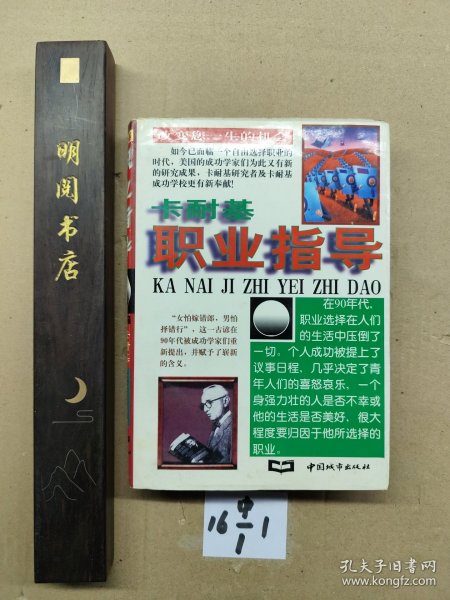 明阅书店
改变您一生的机会
如今已面临一个自由选择职业的
时代，美国的成功学家们为此又有新
的研究成果，卡耐基研究者及卡耐基
成功学校更有新奉献！
卡耐基
职业指导
KA NAI JI ZHI YEI ZHI DAO
“女怕嫁错郎，男怕
择错行”，这一古谚在
90年代被成功学家们重
新提出，并赋予了崭新
的含义。
在90年代，
职业选择在人们
的生活中压倒了
一切。个人成功被提上了
议事日程，几乎决定了青
年人们的喜怒哀乐，一个
身强力壮的人是否不幸或
他的生活是否美好，很大
程度要归因于他所选择的
职业。
中国城市出版社
16 中/1 1
孔夫子旧书网
www.kongfz.com